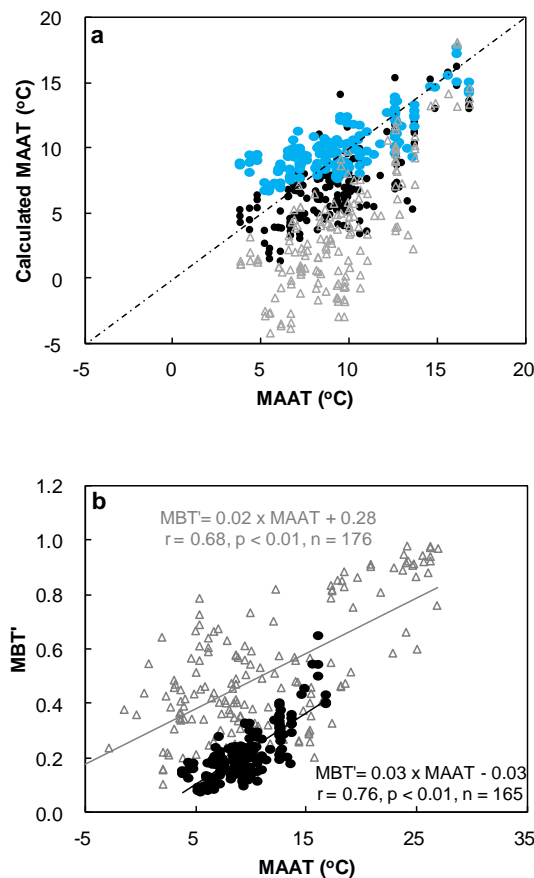 a
20
15
10
5
0
-5
Calculated MAAT (°C)
-5 0 5 10 15 20
MAAT (°C)
b
1.2
1.0
0.8
0.6
0.4
0.2
0.0
MBT'
MBT'= 0.02 x MAAT + 0.28
r = 0.68, p < 0.01, n = 176
MBT'= 0.03 x MAAT - 0.03
r = 0.76, p < 0.01, n = 165
-5 5 15 25 35
MAAT (°C)